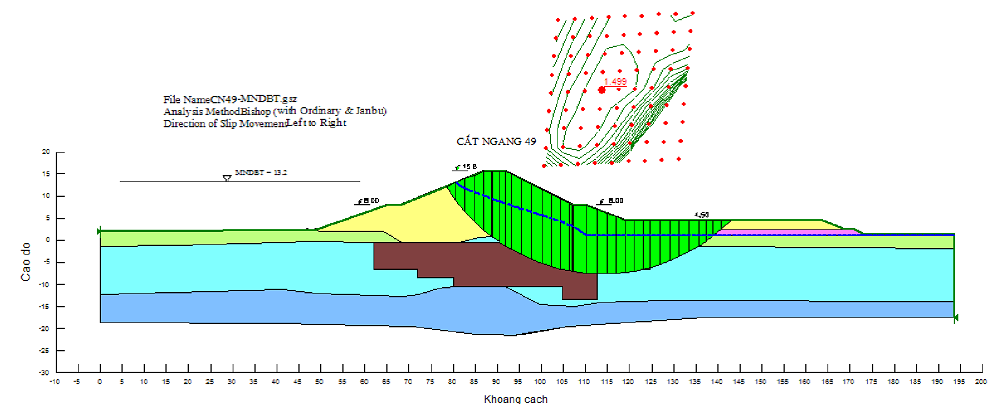 1.499
File NameCN49-MNDBT.gsz
Analysis MethodBishop (with Ordinary & Janbu)
Direction of Slip MovementLeft to Right
CẮT NGANG 49
MNDBT = 13.2
15.8
8.00
8.00
4.50
Cao do
20
15
10
5
0
-5
-10
-15
-20
-25
-30
-10 -5 0 5 10 15 20 25 30 35 40 45 50 55 60 65 70 75 80 85 90 95 100 105 110 115 120 125 130 135 140 145 150 155 160 165 170 175 180 185 190 195 200
Khoang cach